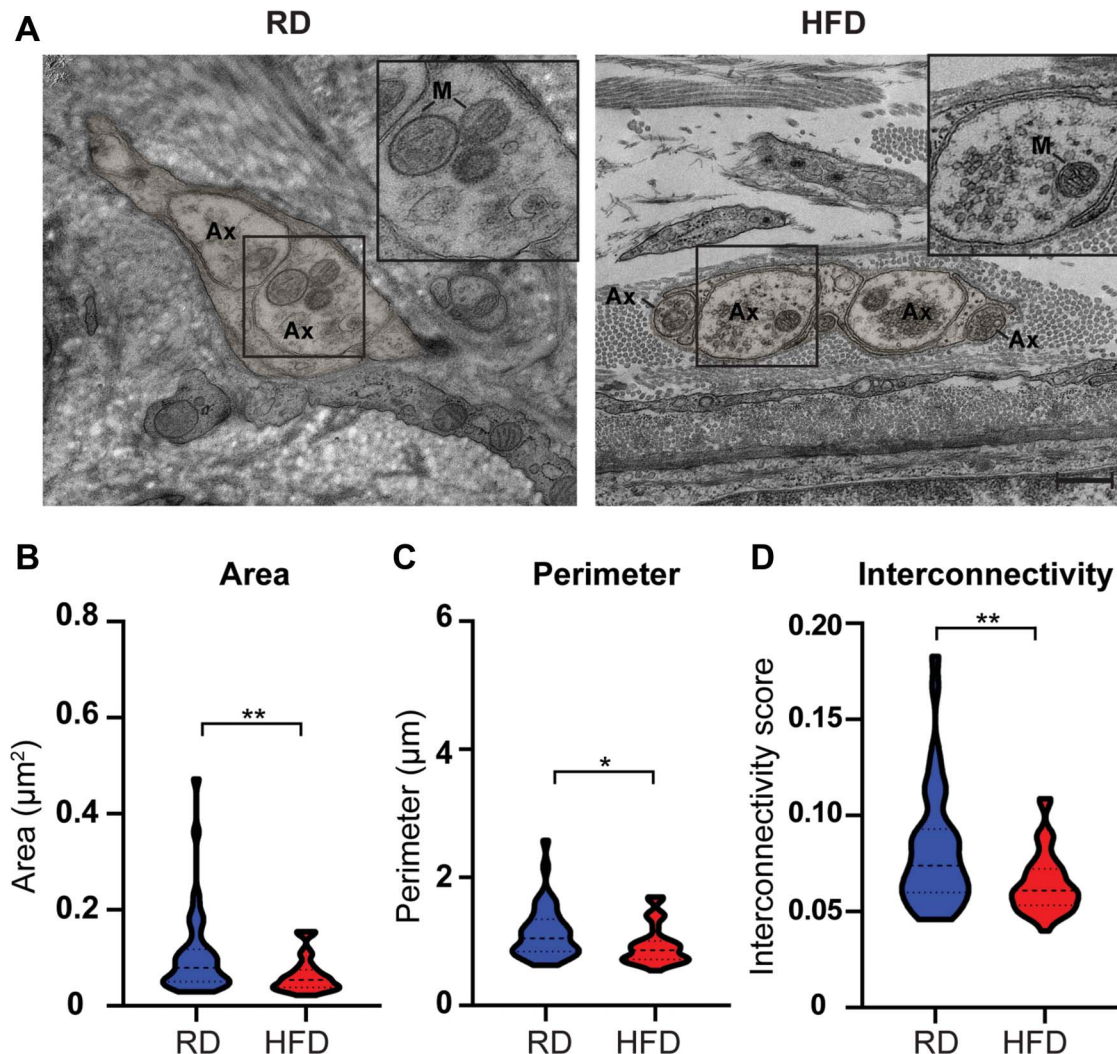 A
RD
HFD
M
M
Ax
Ax
Ax
Ax
Ax
Ax
B
Area
Area (µm²)
0.8
0.6
0.4
0.2
0
**
RD
HFD
C
Perimeter
Perimeter (µm)
6
4
2
0
*
RD
HFD
D
Interconnectivity
Interconnectivity score
0.20
0.15
0.10
0.05
0
**
RD
HFD